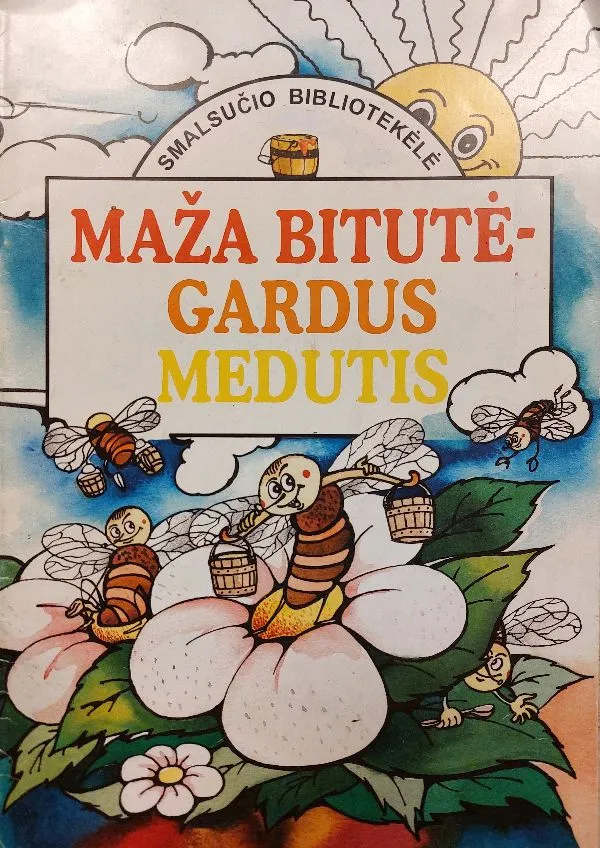 SMALSUČIO BIBLIOTEKĖLĖ
MAŽA BITUTĖ-
GARDUS
MEDUTIS